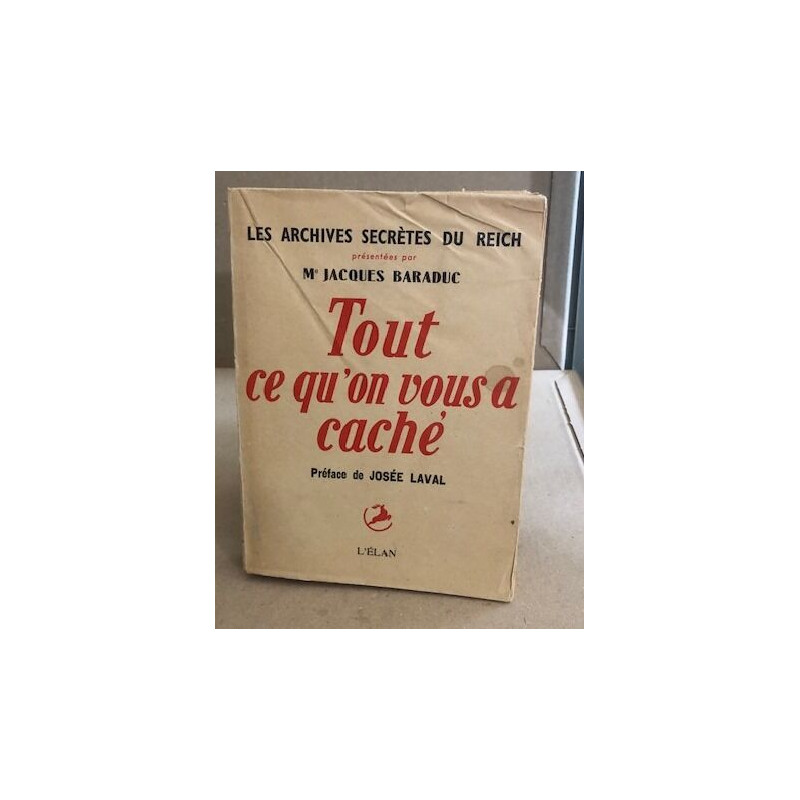 LES ARCHIVES SECRÈTES DU REICH
présentées par
Me JACQUES BARADUC
Tout
ce qu'on vous a
caché
Préface de JOSÉE LAVAL
L'ÉLAN